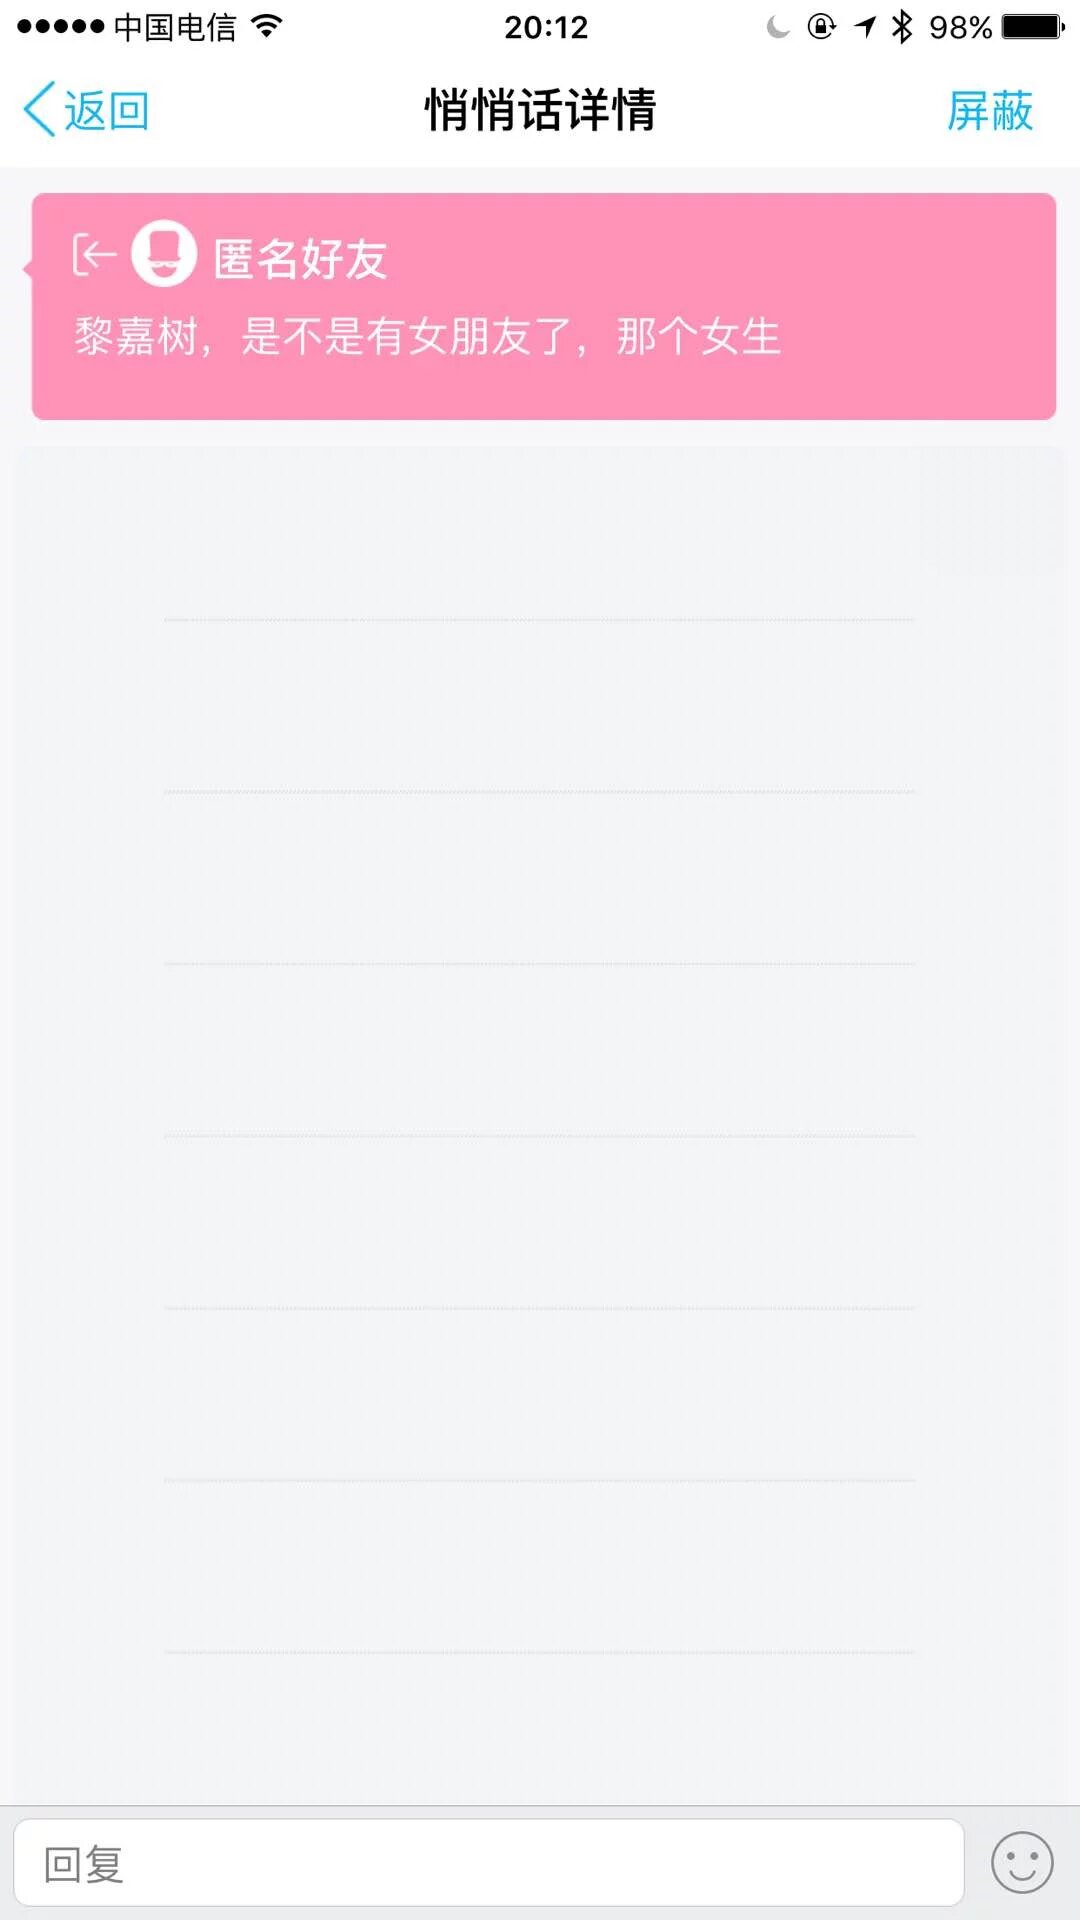 中国电信 20:12 98%
返回 悄悄话详情 屏蔽
匿名好友
黎嘉树，是不是有女朋友了，那个女生
回复